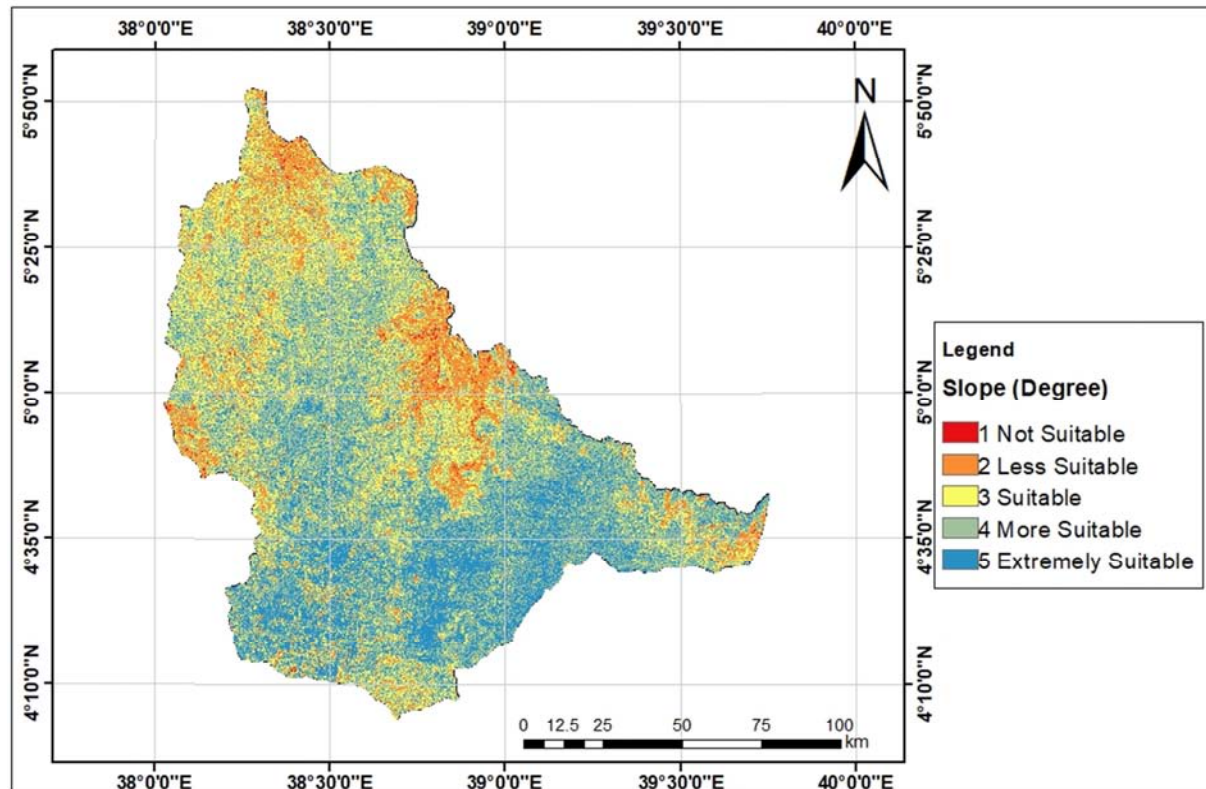 38°0'0"E 38°30'0"E 39°0'0"E 39°30'0"E 40°0'0"E
N
5°50'0"N 5°50'0"N
5°25'0"N 5°25'0"N
5°0'0"N 5°0'0"N
4°35'0"N 4°35'0"N
4°10'0"N 4°10'0"N
Legend
Slope (Degree)
1 Not Suitable
2 Less Suitable
3 Suitable
4 More Suitable
5 Extremely Suitable
0 12.5 25 50 75 100
km
38°0'0"E 38°30'0"E 39°0'0"E 39°30'0"E 40°0'0"E